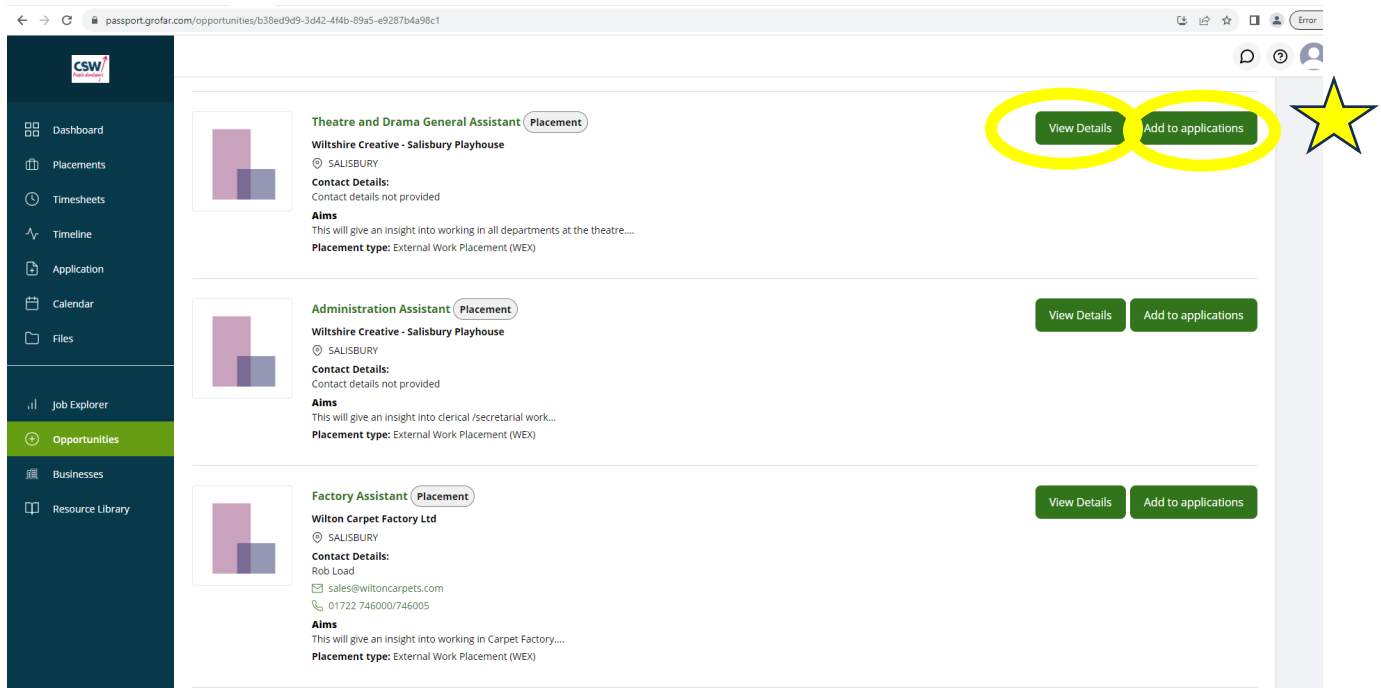 passport.grofar.com/opportunities/b38ed9d9-3d42-4f4b-89a5-e9287b4a98c1
Error
CSW
Dashboard
Placements
Timesheets
Timeline
Application
Calendar
Files
Job Explorer
Opportunities
Businesses
Resource Library
Theatre and Drama General Assistant Placement
View Details Add to applications
Wiltshire Creative - Salisbury Playhouse
SALISBURY
Contact Details:
Contact details not provided
Aims
This will give an insight into working in all departments at the theatre....
Placement type: External Work Placement (WEX)
Administration Assistant Placement
View Details Add to applications
Wiltshire Creative - Salisbury Playhouse
SALISBURY
Contact Details:
Contact details not provided
Aims
This will give an insight into clerical /secretarial work...
Placement type: External Work Placement (WEX)
Factory Assistant Placement
View Details Add to applications
Wilton Carpet Factory Ltd
SALISBURY
Contact Details:
Rob Load
sales@wiltoncarpets.com
01722 746000/746005
Aims
This will give an insight into working in Carpet Factory....
Placement type: External Work Placement (WEX)